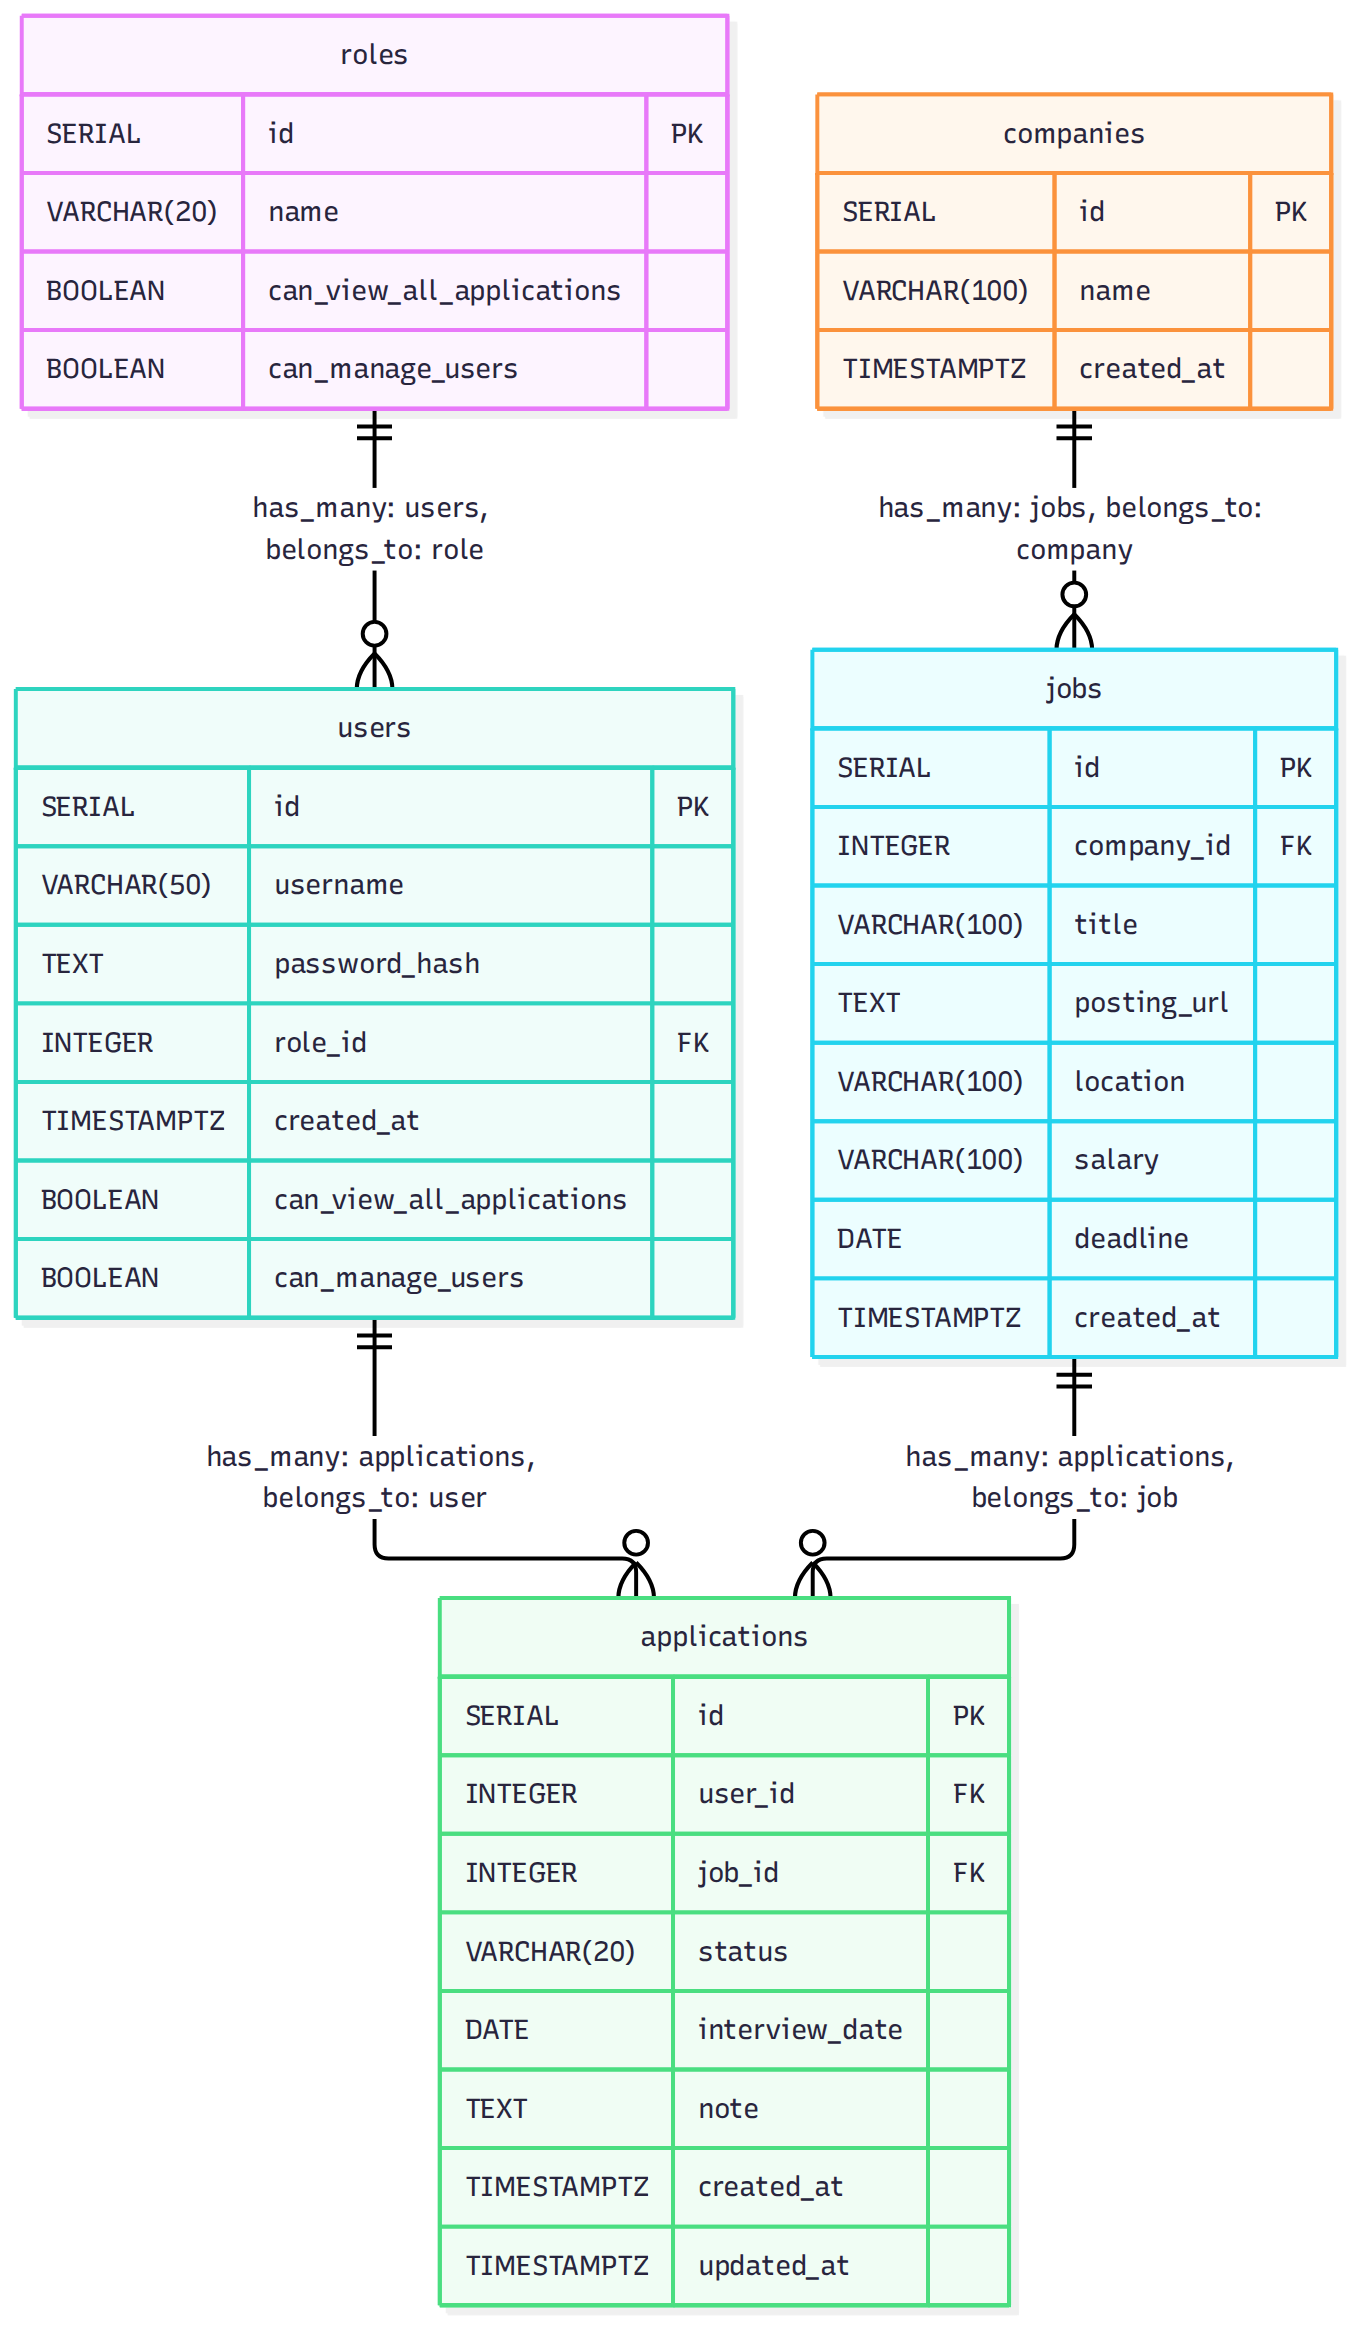 roles
SERIAL id PK
VARCHAR(20) name
BOOLEAN can_view_all_applications
BOOLEAN can_manage_users
companies
SERIAL id PK
VARCHAR(100) name
TIMESTAMPTZ created_at
has_many: users,
belongs_to: role
has_many: jobs, belongs_to:
company
users
SERIAL id PK
VARCHAR(50) username
TEXT password_hash
INTEGER role_id FK
TIMESTAMPTZ created_at
BOOLEAN can_view_all_applications
BOOLEAN can_manage_users
jobs
SERIAL id PK
INTEGER company_id FK
VARCHAR(100) title
TEXT posting_url
VARCHAR(100) location
VARCHAR(100) salary
DATE deadline
TIMESTAMPTZ created_at
has_many: applications,
belongs_to: user
has_many: applications,
belongs_to: job
applications
SERIAL id PK
INTEGER user_id FK
INTEGER job_id FK
VARCHAR(20) status
DATE interview_date
TEXT note
TIMESTAMPTZ created_at
TIMESTAMPTZ updated_at